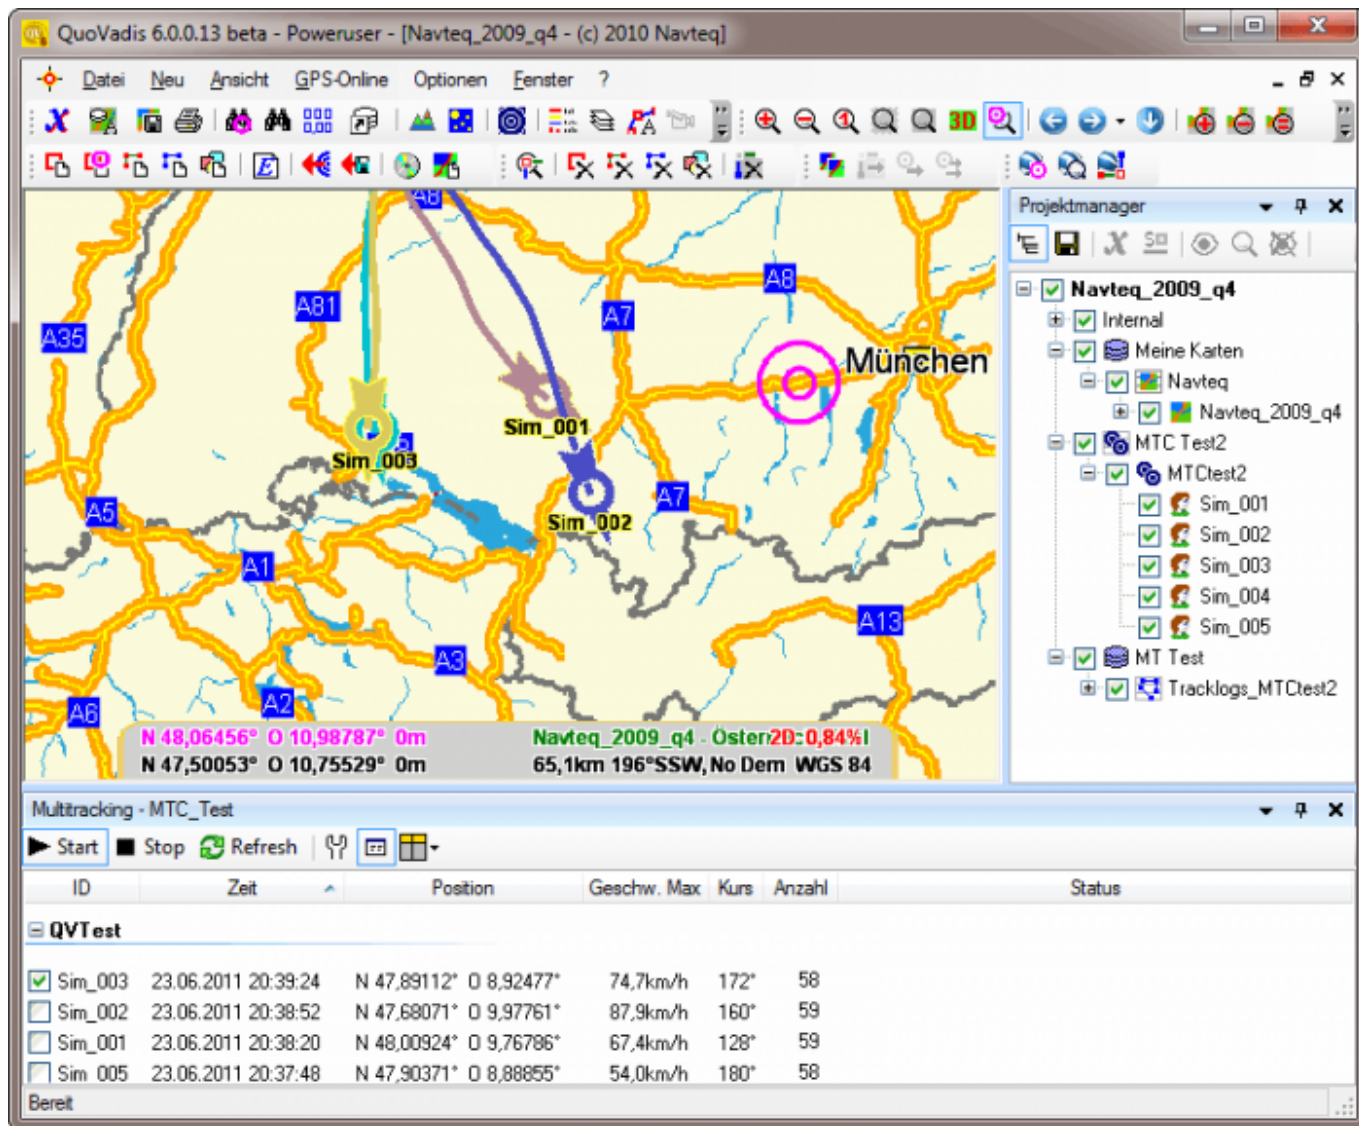 QuoVadis 6.0.0.13 beta - Poweruser - [Navteq_2009_q4 - (c) 2010 Navteq]
Datei Neu Ansicht GPS-Online Optionen Fenster ?
3D
A8
A81
A8
A7
A35
München
Sim_001
Sim_003
A7
A5
Sim_002
A1
A13
A3
A2
A6
N 48,06456° O 10,98787° 0m Navteq_2009_q4 - Öster 2D: 0,84%
N 47,50053° O 10,75529° 0m 65,1km 196°SSW, No Dem WGS 84
Projektmanager
Navteq_2009_q4
Internal
Meine Karten
Navteq
Navteq_2009_q4
MTC Test2
MTCtest2
Sim_001
Sim_002
Sim_003
Sim_004
Sim_005
MT Test
Tracklogs_MTCtest2
Multitracking - MTC_Test
Start Stop Refresh
ID Zeit Position Geschw. Max Kurs Anzahl Status
QVTest
Sim_003 23.06.2011 20:39:24 N 47,89112° O 8,92477° 74,7km/h 172° 58
Sim_002 23.06.2011 20:38:52 N 47,68071° O 9,97761° 87,9km/h 160° 59
Sim_001 23.06.2011 20:38:20 N 48,00924° O 9,76786° 67,4km/h 128° 59
Sim_005 23.06.2011 20:37:48 N 47,90371° O 8,88855° 54,0km/h 180° 58
Bereit